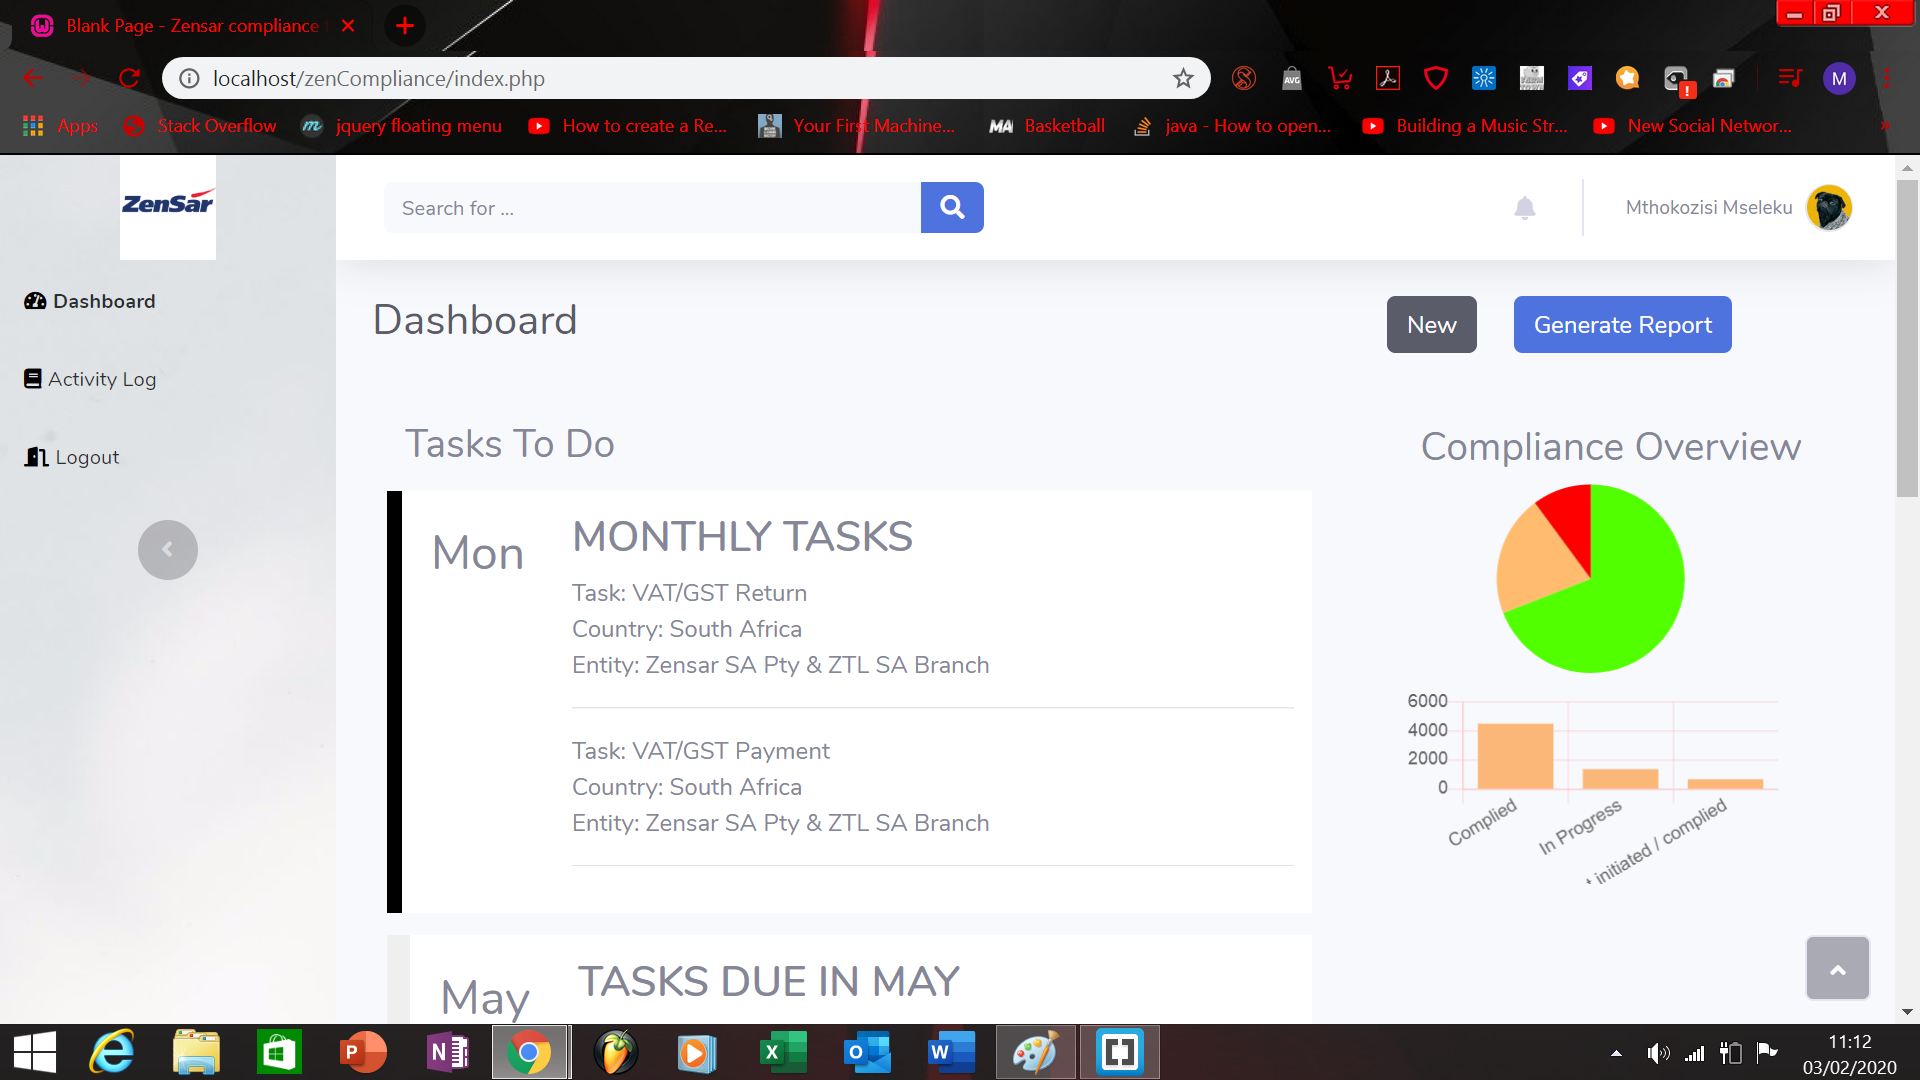 Blank Page - Zensar compliance
localhost/zenCompliance/index.php
AVG
M
Apps
Stack Overflow
jquery floating menu
How to create a Re...
Your First Machine...
MA Basketball
java - How to open...
Building a Music Str...
New Social Networ...
»
ZenSar
Search for ...
Mthokozisi Mseleku
Dashboard
Activity Log
Logout
Dashboard
New
Generate Report
Tasks To Do
Compliance Overview
Mon
MONTHLY TASKS
Task: VAT/GST Return
Country: South Africa
Entity: Zensar SA Pty & ZTL SA Branch
Task: VAT/GST Payment
Country: South Africa
Entity: Zensar SA Pty & ZTL SA Branch
6000
4000
2000
0
Complied
In Progress
t initiated / complied
May
TASKS DUE IN MAY
11:12
03/02/2020